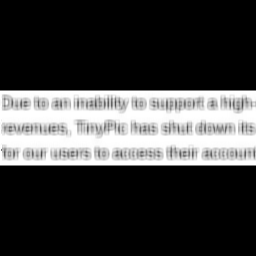 Due to an inability to support a high-
revenues, TinyPic has shut down its
for our users to access their account